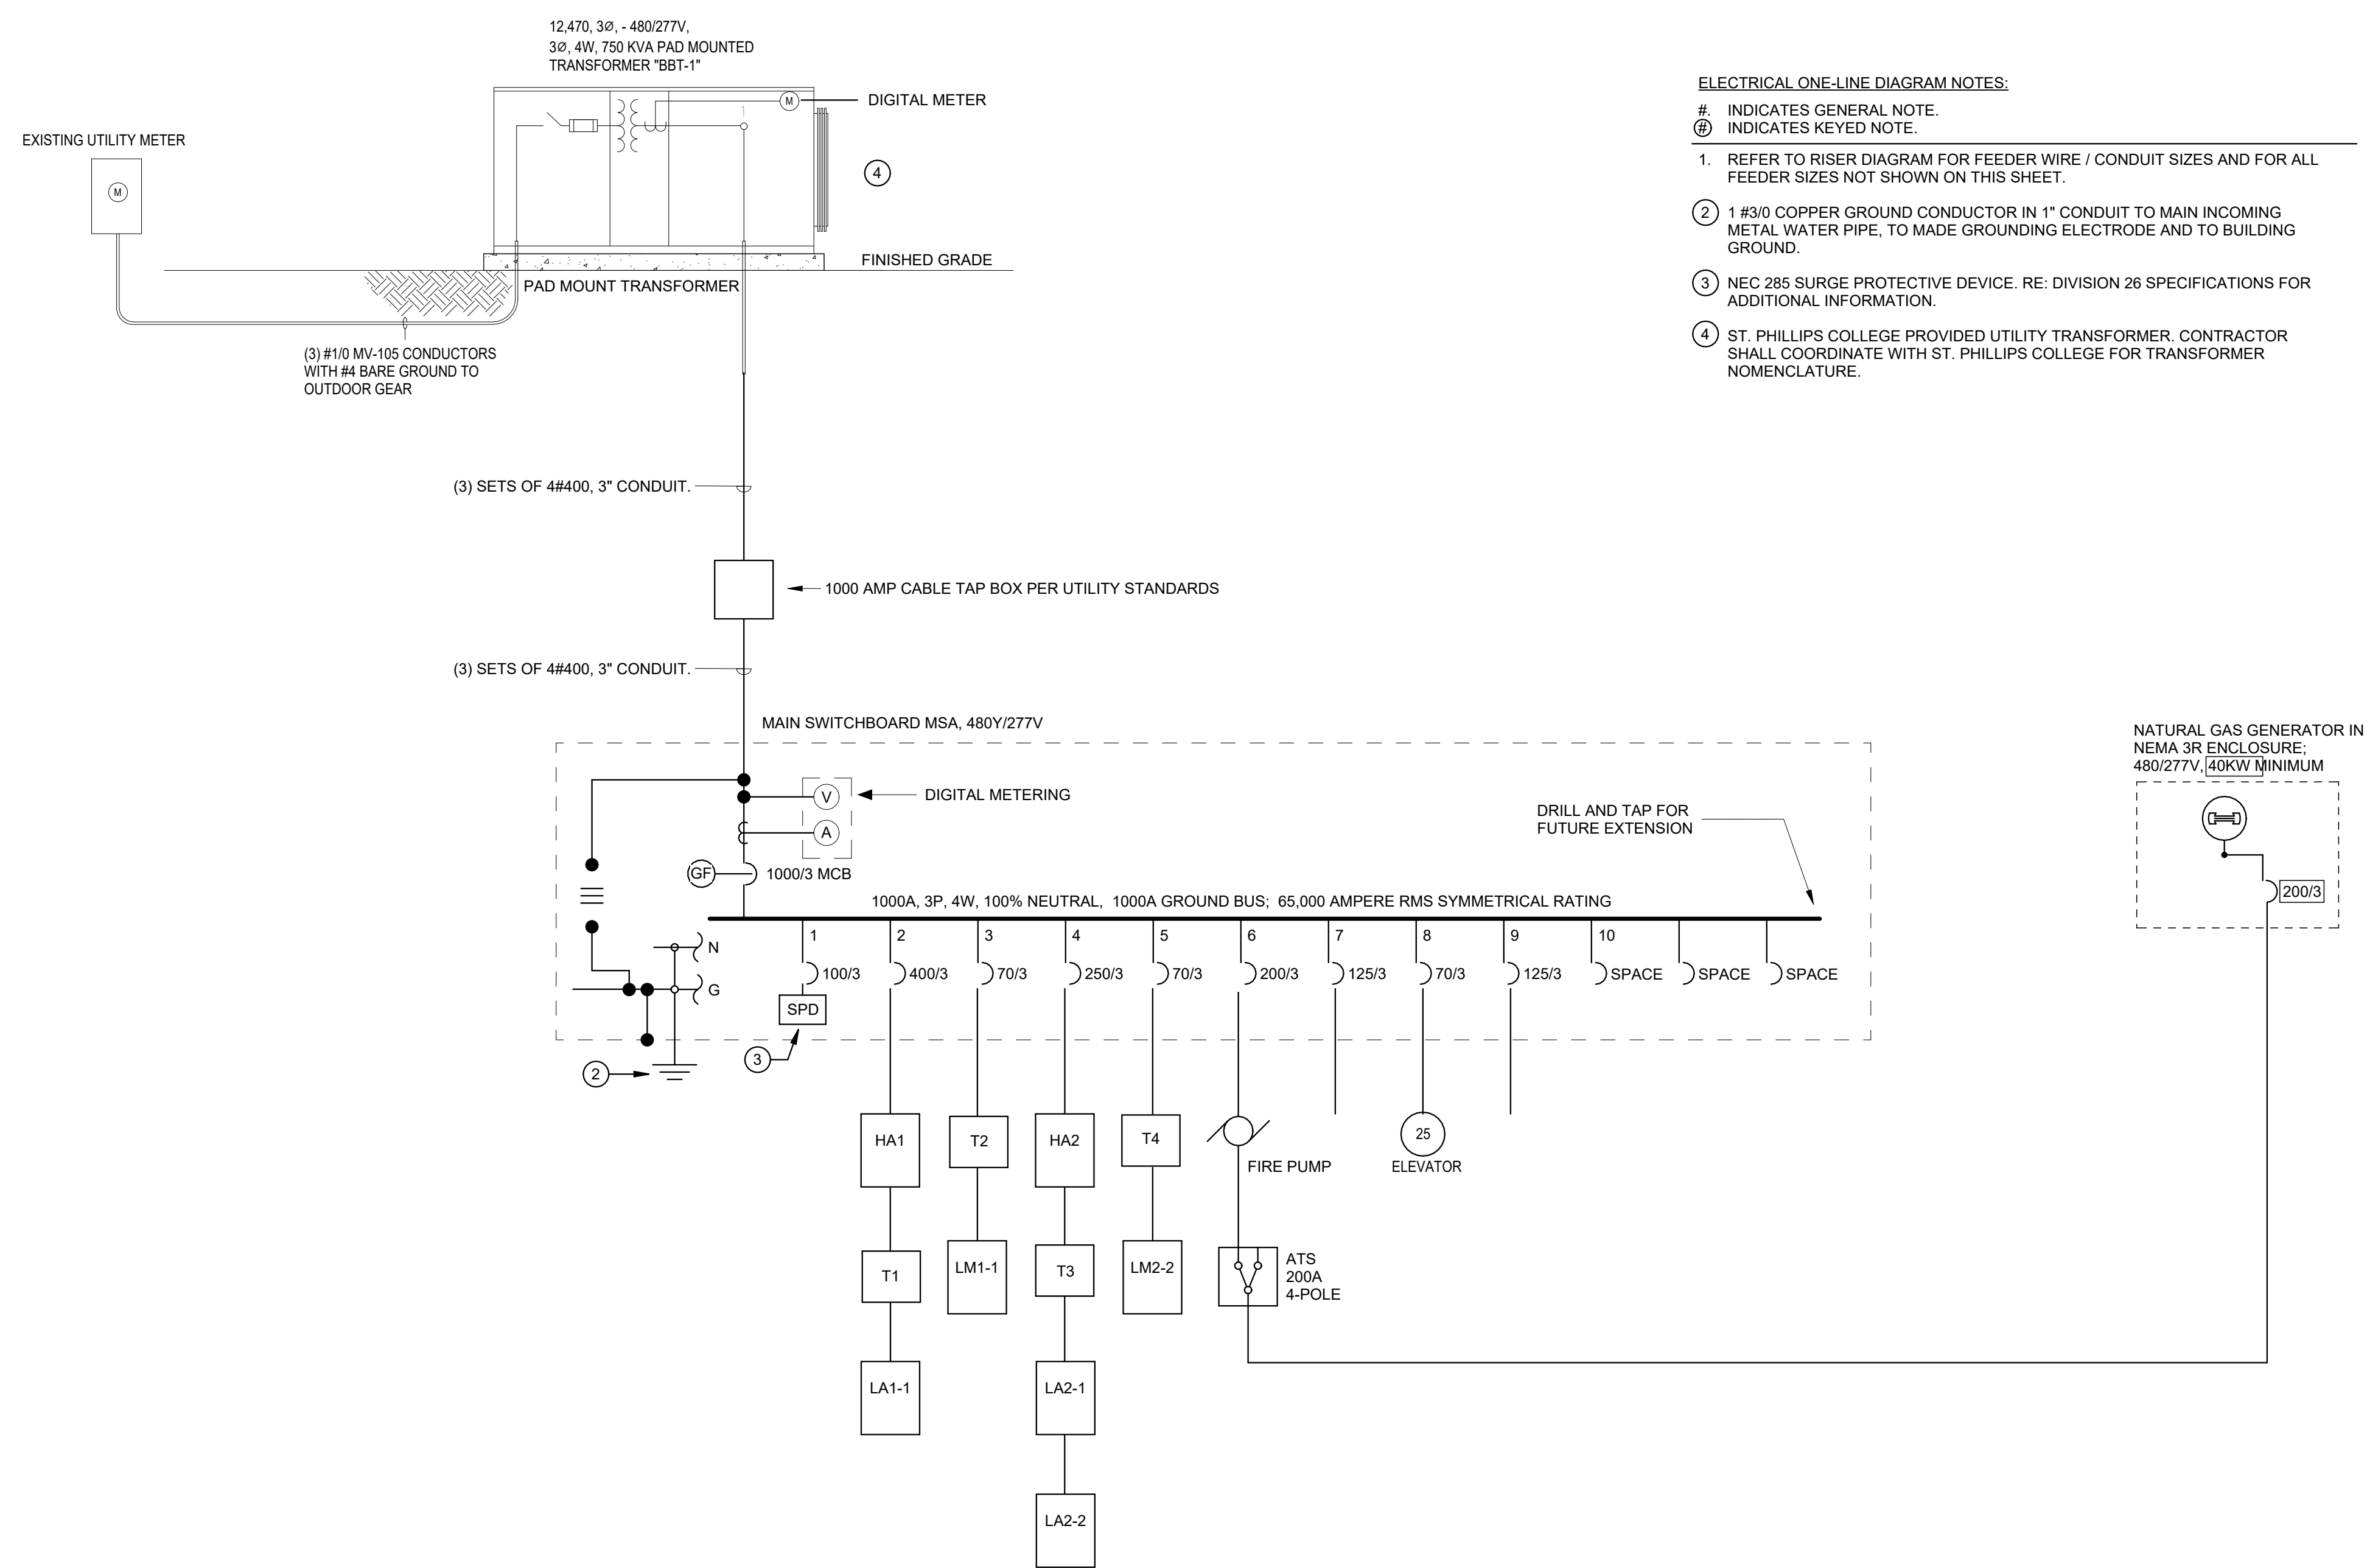 12,470, 3Ø, - 480/277V,
3Ø, 4W, 750 KVA PAD MOUNTED
TRANSFORMER "BBT-1"
M
DIGITAL METER
EXISTING UTILITY METER
M
4
FINISHED GRADE
PAD MOUNT TRANSFORMER
(3) #1/0 MV-105 CONDUCTORS
WITH #4 BARE GROUND TO
OUTDOOR GEAR
ELECTRICAL ONE-LINE DIAGRAM NOTES:
#. INDICATES GENERAL NOTE.
# INDICATES KEYED NOTE.
1. REFER TO RISER DIAGRAM FOR FEEDER WIRE / CONDUIT SIZES AND FOR ALL
FEEDER SIZES NOT SHOWN ON THIS SHEET.
2 1 #3/0 COPPER GROUND CONDUCTOR IN 1" CONDUIT TO MAIN INCOMING
METAL WATER PIPE, TO MADE GROUNDING ELECTRODE AND TO BUILDING
GROUND.
3 NEC 285 SURGE PROTECTIVE DEVICE. RE: DIVISION 26 SPECIFICATIONS FOR
ADDITIONAL INFORMATION.
4 ST. PHILLIPS COLLEGE PROVIDED UTILITY TRANSFORMER. CONTRACTOR
SHALL COORDINATE WITH ST. PHILLIPS COLLEGE FOR TRANSFORMER
NOMENCLATURE.
(3) SETS OF 4#400, 3" CONDUIT.
1000 AMP CABLE TAP BOX PER UTILITY STANDARDS
(3) SETS OF 4#400, 3" CONDUIT.
MAIN SWITCHBOARD MSA, 480Y/277V
V
DIGITAL METERING
A
GF
1000/3 MCB
DRILL AND TAP FOR
FUTURE EXTENSION
1000A, 3P, 4W, 100% NEUTRAL, 1000A GROUND BUS; 65,000 AMPERE RMS SYMMETRICAL RATING
NATURAL GAS GENERATOR IN
NEMA 3R ENCLOSURE;
480/277V, 40KW MINIMUM
200/3
N
G
1 2 3 4 5 6 7 8 9 10
100/3 400/3 70/3 250/3 70/3 200/3 125/3 70/3 125/3 SPACE SPACE SPACE
SPD
3
2
HA1 T2 HA2 T4
25
FIRE PUMP
ELEVATOR
T1 LM1-1 T3 LM2-2
ATS
200A
4-POLE
LA1-1 LA2-1
LA2-2